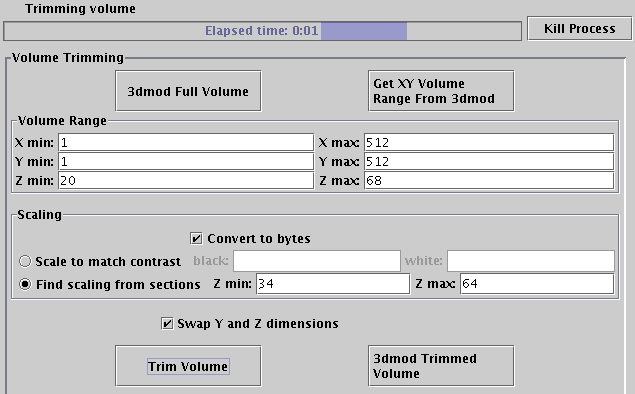 Trimming volume
Elapsed time: 0:01
Kill Process
Volume Trimming
3dmod Full Volume
Get XY Volume
Range From 3dmod
Volume Range
X min: 1 X max: 512
Y min: 1 Y max: 512
Z min: 20 Z max: 68
Scaling
Convert to bytes
Scale to match contrast black: white:
Find scaling from sections Z min: 34 Z max: 64
Swap Y and Z dimensions
Trim Volume
3dmod Trimmed
Volume